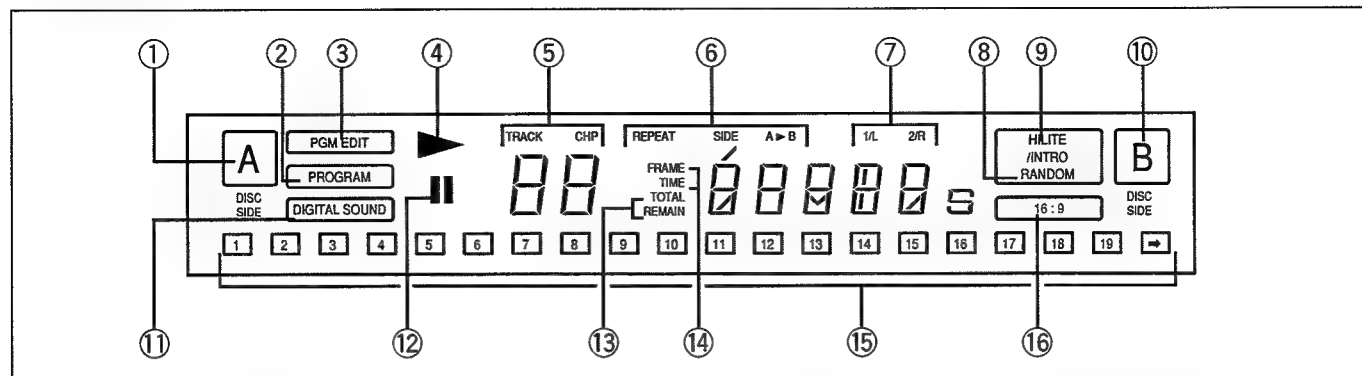 ① ② ③ ④ ⑤ ⑥ ⑦ ⑧ ⑨ ⑩
A PGM EDIT TRACK CHP REPEAT SIDE A►B 1/L 2/R HILITE B
/INTRO
PROGRAM FRAME RANDOM
TIME
DISC SIDE DIGITAL SOUND TOTAL 16:9 DISC SIDE
REMAIN
88 88888 S
1 2 3 4 5 6 7 8 9 10 11 12 13 14 15 16 17 18 19 ➡
⑪ ⑫ ⑬ ⑭ ⑮ ⑯